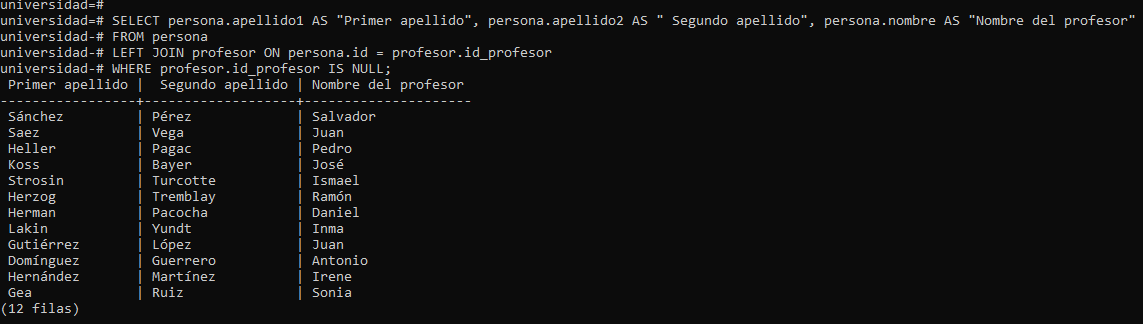 universidad=#
universidad=# SELECT persona.apellido1 AS "Primer apellido", persona.apellido2 AS " Segundo apellido", persona.nombre AS "Nombre del profesor"
universidad-# FROM persona
universidad-# LEFT JOIN profesor ON persona.id = profesor.id_profesor
universidad-# WHERE profesor.id_profesor IS NULL;
 Primer apellido |  Segundo apellido | Nombre del profesor
-----------------+-------------------+---------------------
 Sánchez         | Pérez             | Salvador
 Saez            | Vega              | Juan
 Heller          | Pagac             | Pedro
 Koss            | Bayer             | José
 Strosin         | Turcotte          | Ismael
 Herzog          | Tremblay          | Ramón
 Herman          | Pacocha           | Daniel
 Lakin           | Yundt             | Inma
 Gutiérrez       | López             | Juan
 Domínguez       | Guerrero          | Antonio
 Hernández       | Martínez          | Irene
 Gea             | Ruiz              | Sonia
(12 filas)